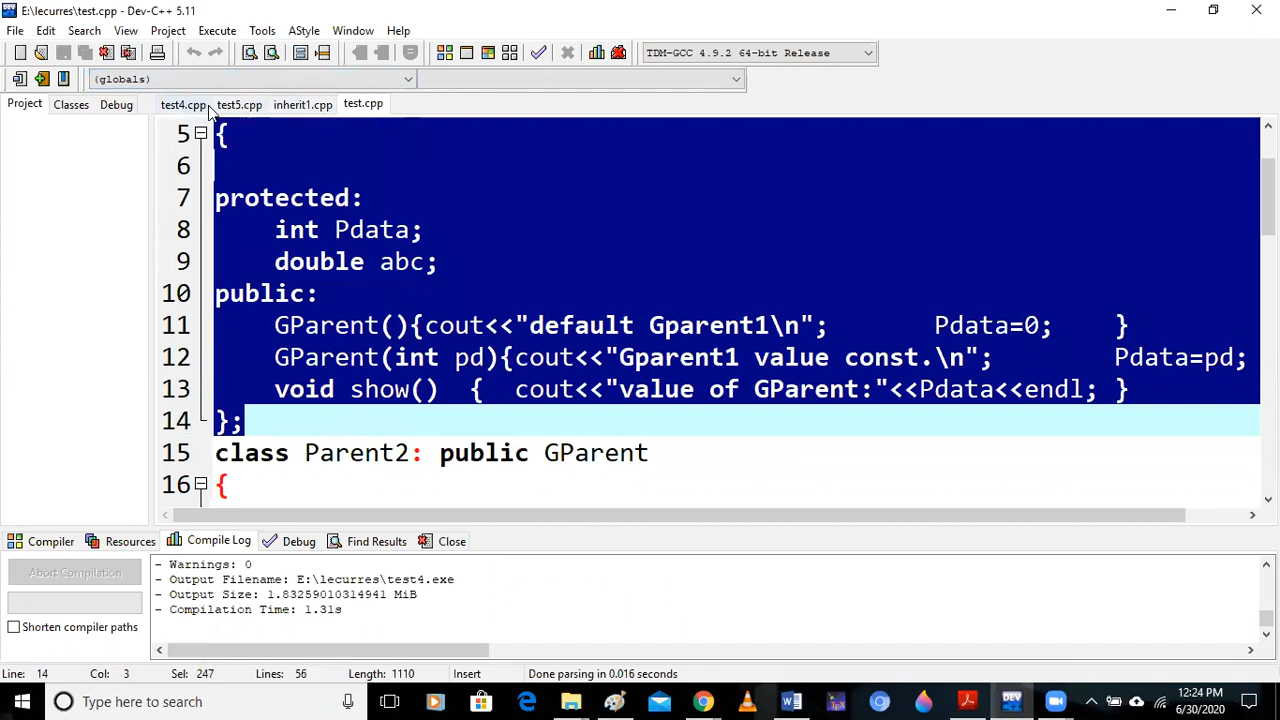 E:\lecurres\test.cpp - Dev-C++ 5.11
File Edit Search View Project Execute Tools AStyle Window Help
TDM-GCC 4.9.2 64-bit Release
(globals)
Project Classes Debug test4.cpp test5.cpp inherit1.cpp test.cpp
5 {
6
7 protected:
8 int Pdata;
9 double abc;
10 public:
11 GParent(){cout<<"default Gparent1\n"; Pdata=0; }
12 GParent(int pd){cout<<"Gparent1 value const.\n"; Pdata=pd;
13 void show() { cout<<"value of GParent:"<<Pdata<<endl; }
14 };
15 class Parent2: public GParent
16 {
Compiler Resources Compile Log Debug Find Results Close
Abort Compilation
Shorten compiler paths
- Warnings: 0
- Output Filename: E:\lecurres\test4.exe
- Output Size: 1.83259010314941 MiB
- Compilation Time: 1.31s
Line: 14 Col: 3 Sel: 247 Lines: 56 Length: 1110 Insert Done parsing in 0.016 seconds
Type here to search
DEV
12:24 PM
6/30/2020